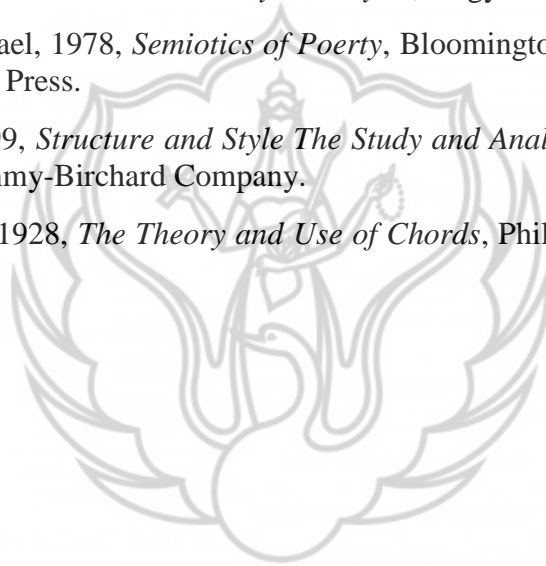 ael, 1978, Semiotics of Poerty, Bloomingto
Press.
9, Structure and Style The Study and Anal
nmy-Birchard Company.
1928, The Theory and Use of Chords, Phil